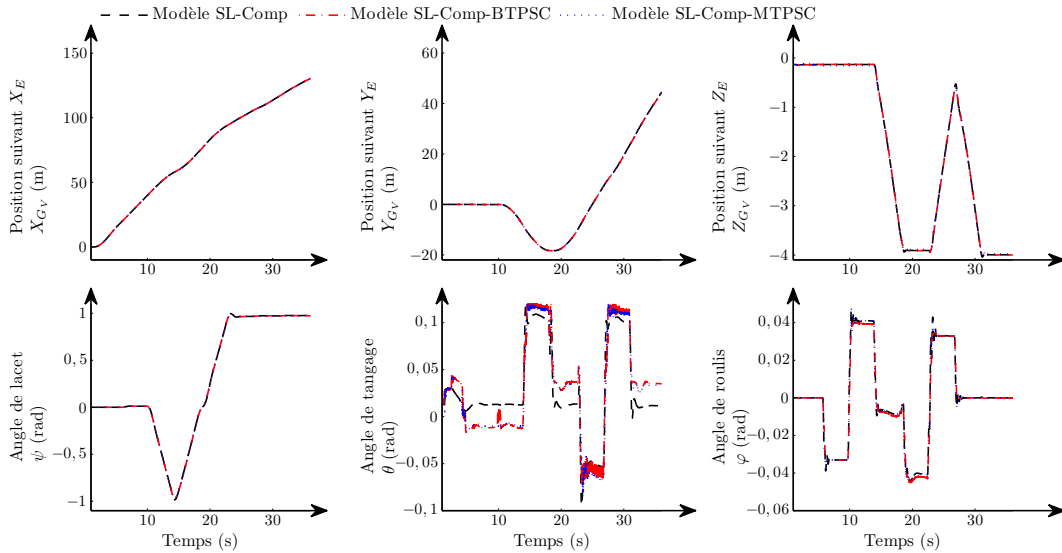 Modèle SL-Comp Modèle SL-Comp-BTPSC Modèle SL-Comp-MTPSC
Position suivant X_E
X_{G_V} (m)
150
100
50
0
10 20 30
Position suivant Y_E
Y_{G_V} (m)
60
40
20
0
−20
10 20 30
Position suivant Z_E
Z_{G_V} (m)
0
−1
−2
−3
−4
10 20 30
Angle de lacet
ψ (rad)
1
0.5
0
−0.5
−1
10 20 30
Temps (s)
Angle de tangage
θ (rad)
0,1
0,05
0
−0,05
−0,1
10 20 30
Temps (s)
Angle de roulis
φ (rad)
0,04
0,02
0
−0,02
−0,04
−0,06
10 20 30
Temps (s)